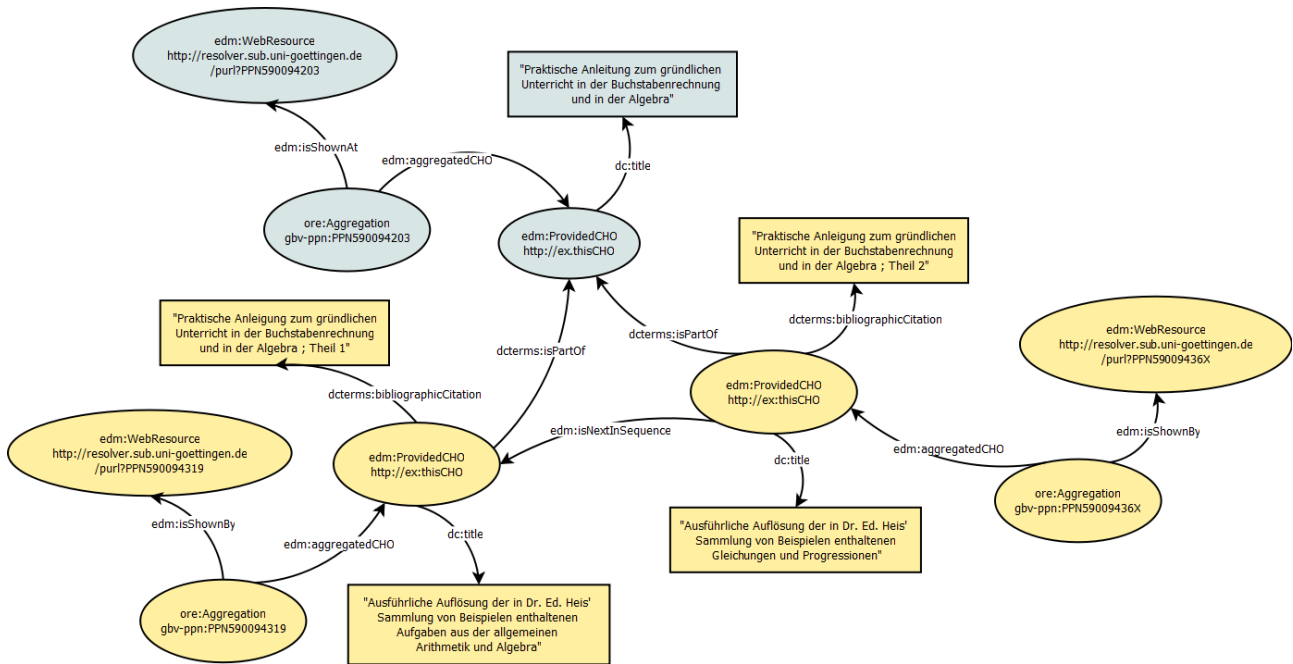 edm:WebResource
http://resolver.sub.uni-goettingen.de
/purl?PPN590094203
"Praktische Anleitung zum gründlichen
Unterricht in der Buchstabenrechnung
und in der Algebra"
edm:isShownAt
edm:aggregatedCHO
dc:title
ore:Aggregation
gbv-ppn:PPN590094203
edm:ProvidedCHO
http://ex.thisCHO
"Praktische Anleigung zum gründlichen
Unterricht in der Buchstabenrechnung
und in der Algebra ; Theil 2"
"Praktische Anleigung zum gründlichen
Unterricht in der Buchstabenrechnung
und in der Algebra ; Theil 1"
dcterms:isPartOf
dcterms:bibliographicCitation
edm:WebResource
http://resolver.sub.uni-goettingen.de
/purl?PPN59009436X
dcterms:isPartOf
edm:ProvidedCHO
http://ex:thisCHO
dcterms:bibliographicCitation
edm:isNextInSequence
edm:isShownBy
edm:WebResource
http://resolver.sub.uni-goettingen.de
/purl?PPN590094319
edm:ProvidedCHO
http://ex:thisCHO
dc:title
edm:aggregatedCHO
ore:Aggregation
gbv-ppn:PPN59009436X
edm:isShownBy
edm:aggregatedCHO
dc:title
"Ausführliche Auflösung der in Dr. Ed. Heis'
Sammlung von Beispielen enthaltenen
Gleichungen und Progressionen"
ore:Aggregation
gbv-ppn:PPN590094319
"Ausführliche Auflösung der in Dr. Ed. Heis'
Sammlung von Beispielen enthaltenen
Aufgaben aus der allgemeinen
Arithmetik und Algebra"